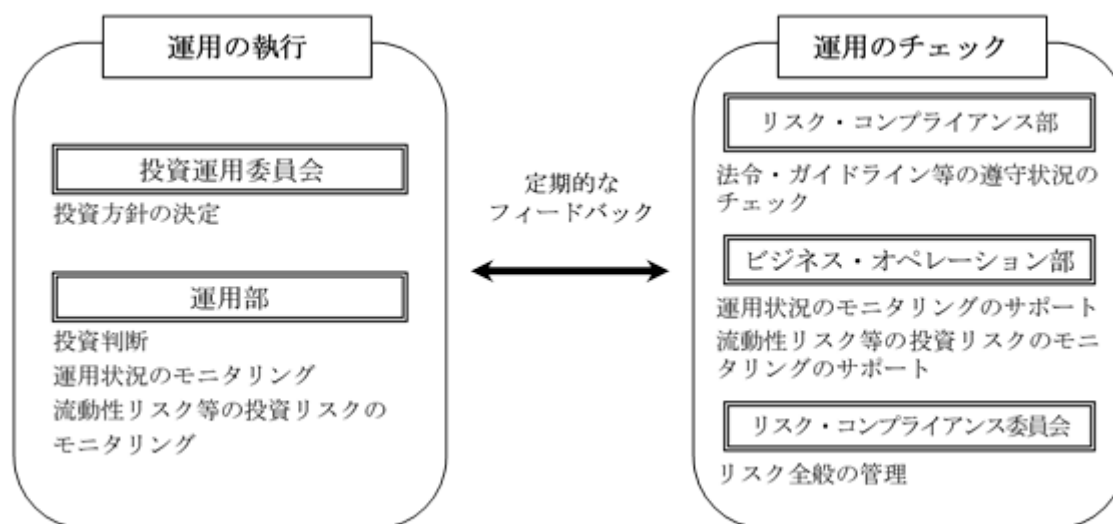 運用の執行
投資運用委員会
投資方針の決定
運用部
投資判断
運用状況のモニタリング
流動性リスク等の投資リスクの
モニタリング
定期的な
フィードバック
運用のチェック
リスク・コンプライアンス部
法令・ガイドライン等の遵守状況の
チェック
ビジネス・オペレーション部
運用状況のモニタリングのサポート
流動性リスク等の投資リスクのモニ
タリングのサポート
リスク・コンプライアンス委員会
リスク全般の管理